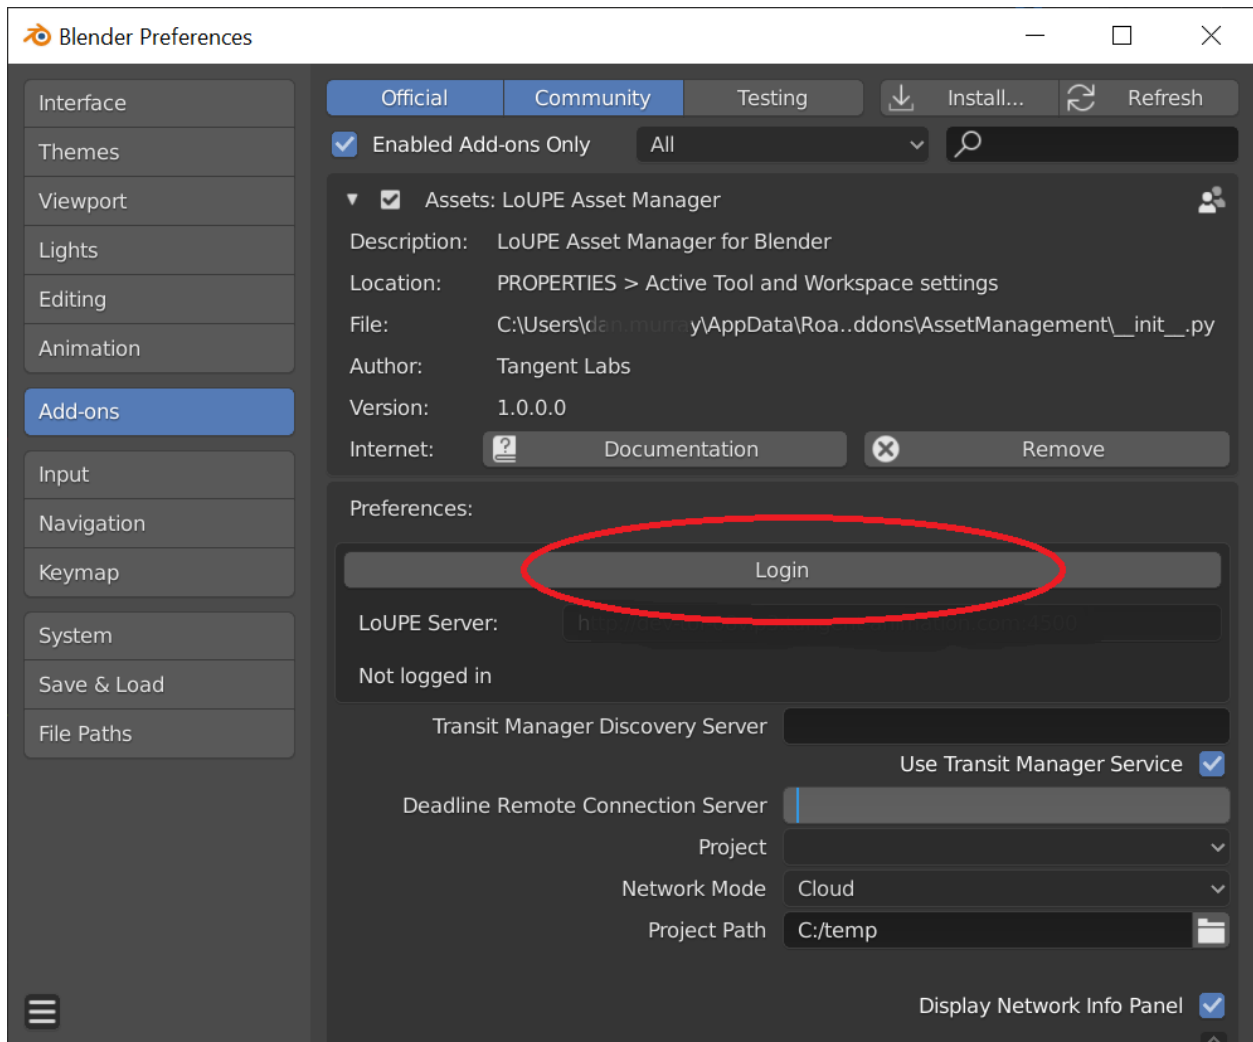 Blender Preferences
Interface
Themes
Viewport
Lights
Editing
Animation
Add-ons
Input
Navigation
Keymap
System
Save & Load
File Paths
Official Community Testing Install... Refresh
Enabled Add-ons Only All
Assets: LoUPE Asset Manager
Description: LoUPE Asset Manager for Blender
Location: PROPERTIES > Active Tool and Workspace settings
File: C:\Users\ y\AppData\Roa..ddons\AssetManagement\__init__.py
Author: Tangent Labs
Version: 1.0.0.0
Internet: Documentation Remove
Preferences:
Login
LoUPE Server:
Not logged in
Transit Manager Discovery Server
Use Transit Manager Service
Deadline Remote Connection Server
Project
Network Mode Cloud
Project Path C:/temp
Display Network Info Panel